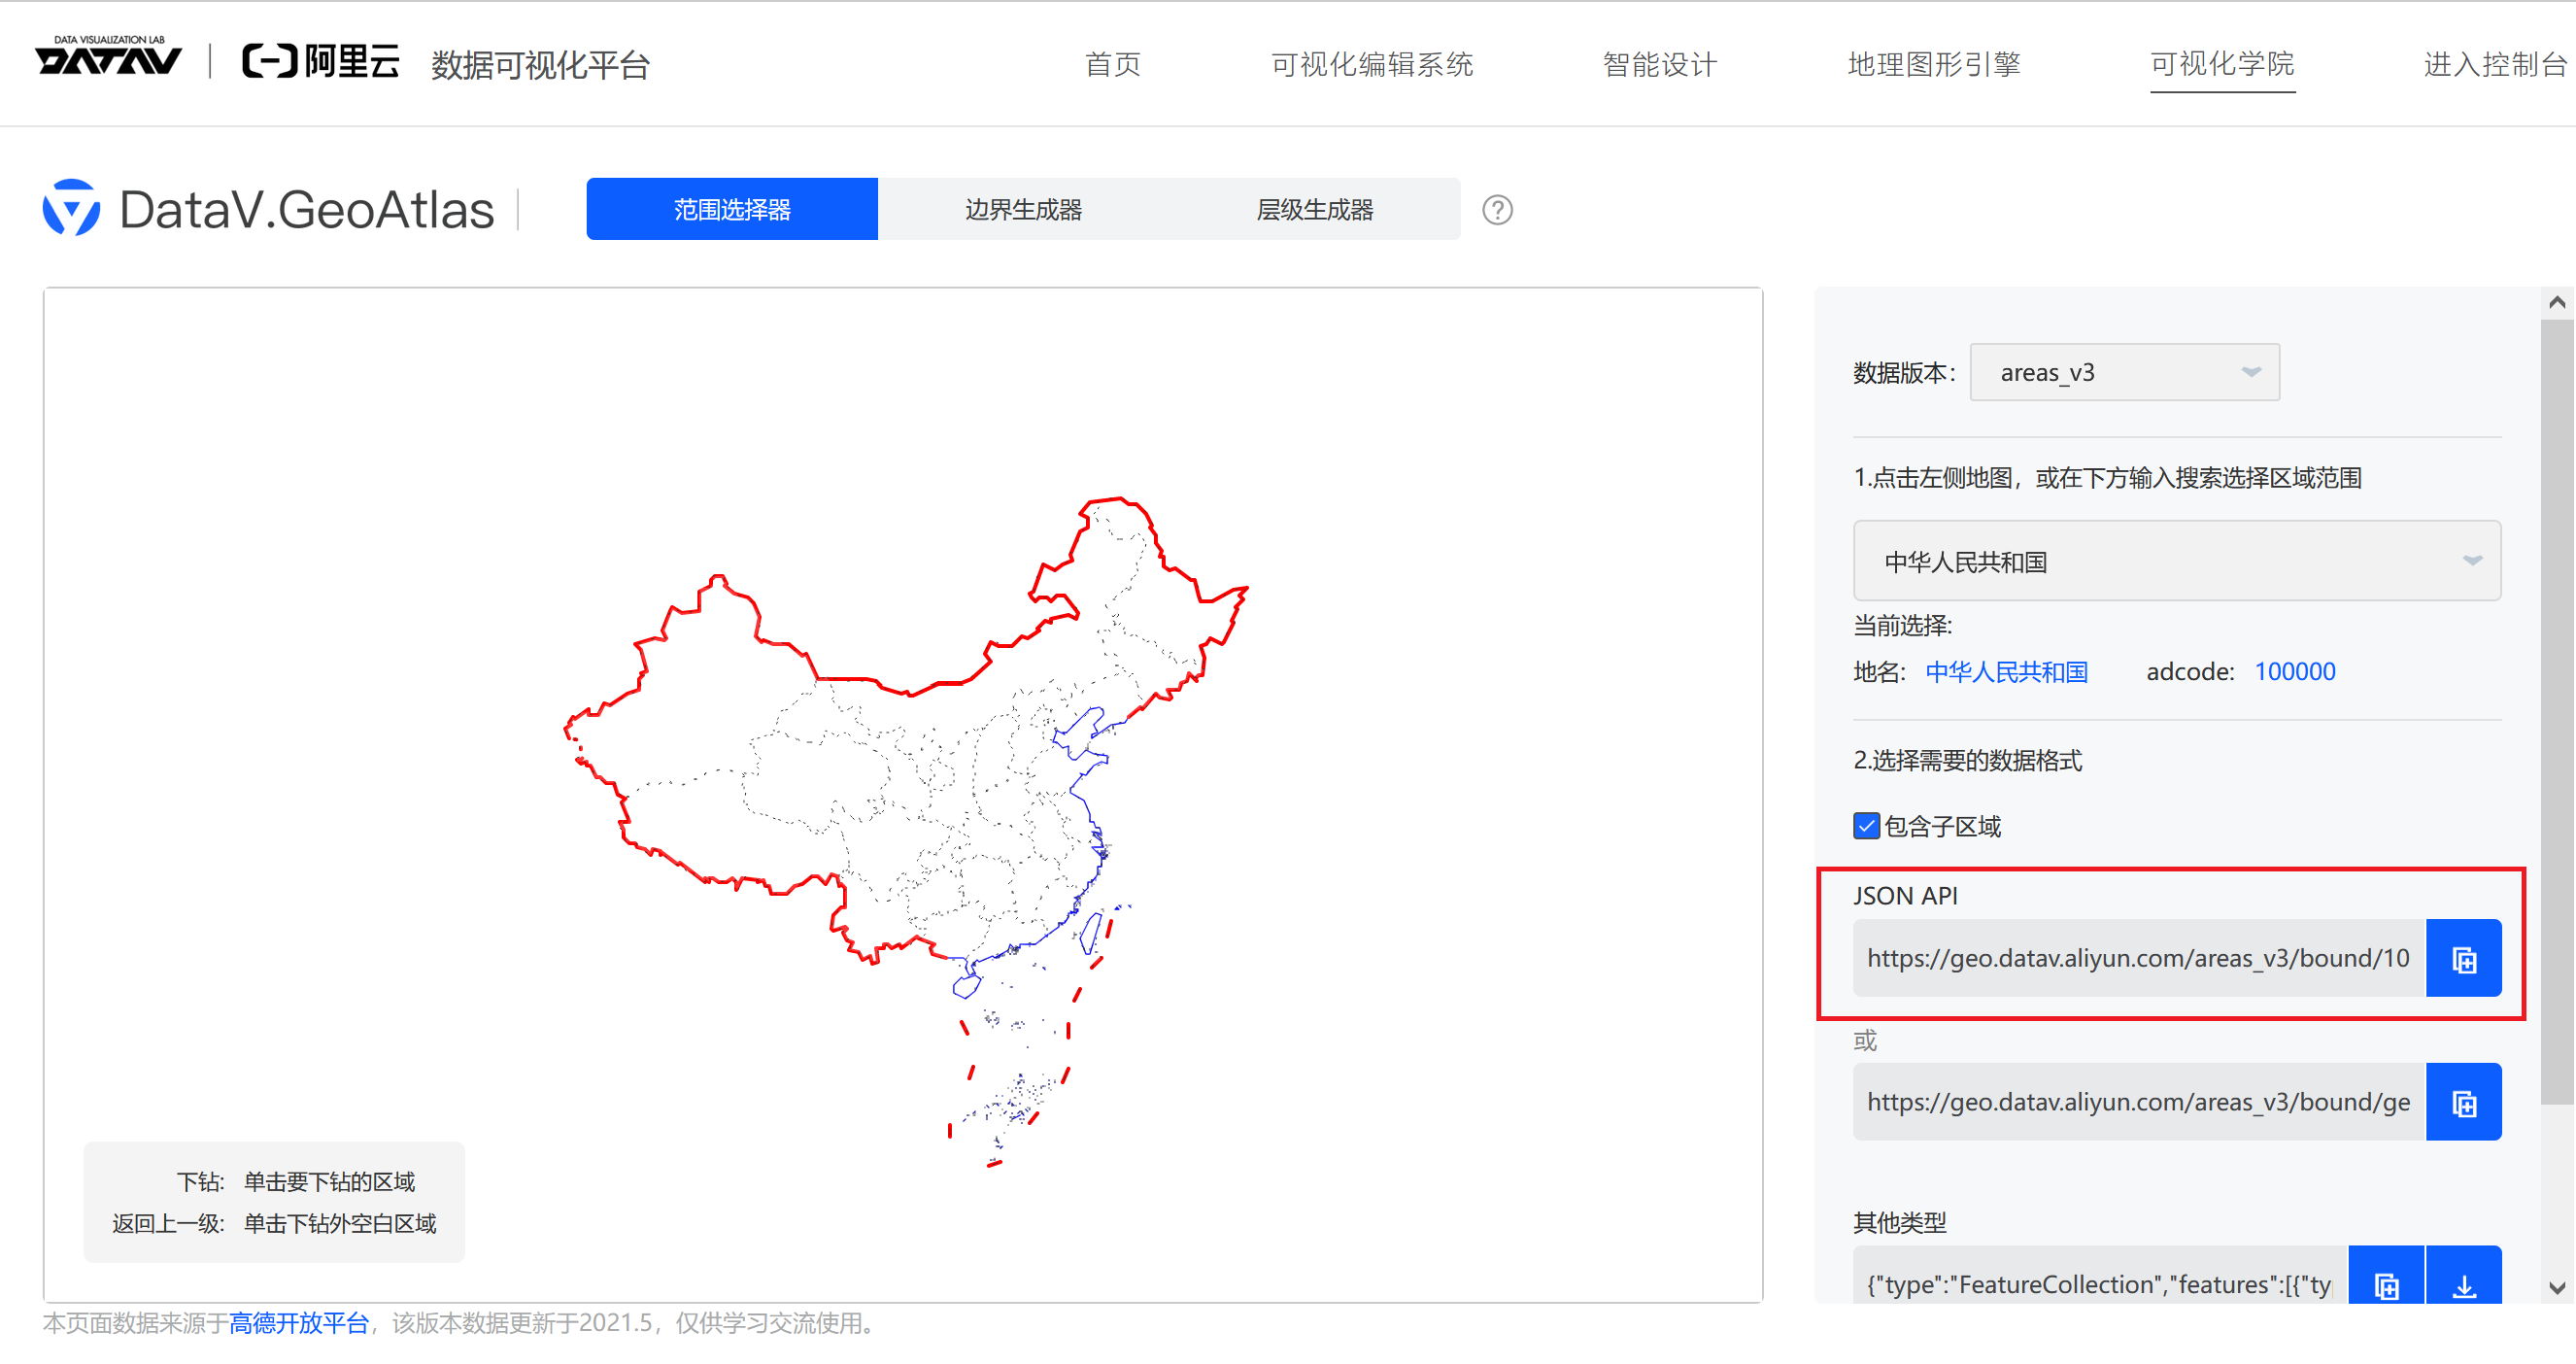 DATA VISUALIZATION LAB
DATAV
阿里云
数据可视化平台
首页
可视化编辑系统
智能设计
地理图形引擎
可视化学院
进入控制台
DataV.GeoAtlas
范围选择器
边界生成器
层级生成器
?
数据版本：
areas_v3
1.点击左侧地图，或在下方输入搜索选择区域范围
中华人民共和国
当前选择:
地名: 中华人民共和国 adcode: 100000
2.选择需要的数据格式
包含子区域
JSON API
https://geo.datav.aliyun.com/areas_v3/bound/10
或
https://geo.datav.aliyun.com/areas_v3/bound/ge
其他类型
{"type":"FeatureCollection","features":[{"ty
下钻: 单击要下钻的区域
返回上一级: 单击下钻外空白区域
本页面数据来源于高德开放平台，该版本数据更新于2021.5，仅供学习交流使用。